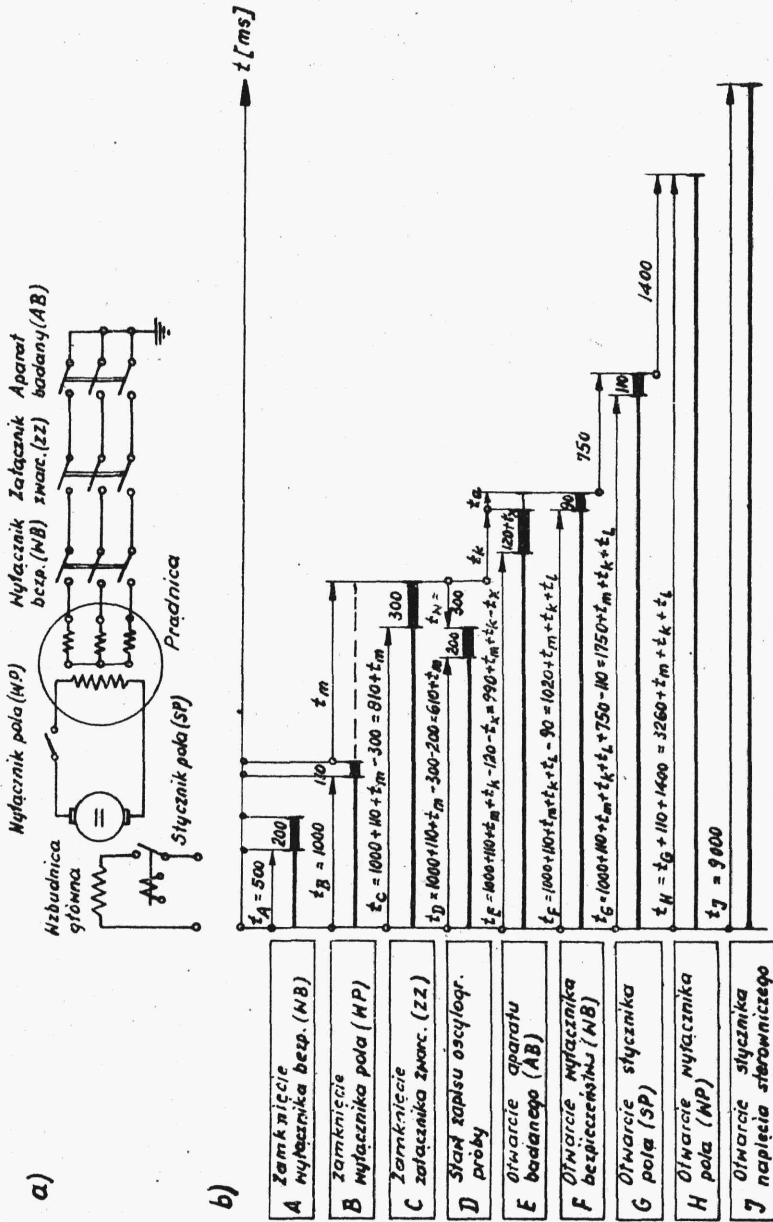 a)
Wyłącznik pola (WP)
Wyłącznik
bezp. (WB)
Załącznik
zwarc. (ZZ)
Aparat
badany (AB)
Wzbudnica
główna
=
Stycznik pola (SP)
Prądnica
b)
t [ms]
A Zamknięcie
wyłącznika bezp. (WB)
t_A = 500
200
B Zamknięcie
wyłącznika pola (WP)
t_B = 1000
t_m
C Zamknięcie
załącznika zwarc. (ZZ)
t_C = 1000+110+t_m-300 = 810+t_m
300
D Start zapisu oscylogr.
próby
t_D = 1000+110+t_m-300-200 = 610+t_m
200
t_N =
300
E Otwarcie aparatu
badanego (AB)
t_E = 1000+110+t_m+t_k-120-t_x = 990+t_m+t_k-t_x
120+t_x
t_k
t_a
F Otwarcie wyłącznika
bezpieczeństwa (WB)
t_F = 1000+110+t_m+t_k+t_L-90 = 1020+t_m+t_k+t_L
90
750
G Otwarcie stycznika
pola (SP)
t_G = 1000+110+t_m+t_k+t_L+750-110 = 1750+t_m+t_k+t_L
110
1400
H Otwarcie wyłącznika
pola (WP)
t_H = t_G+110+1400 = 3260+t_m+t_k+t_L
J Otwarcie stycznika
napięcia sterowniczego
t_J = 9000